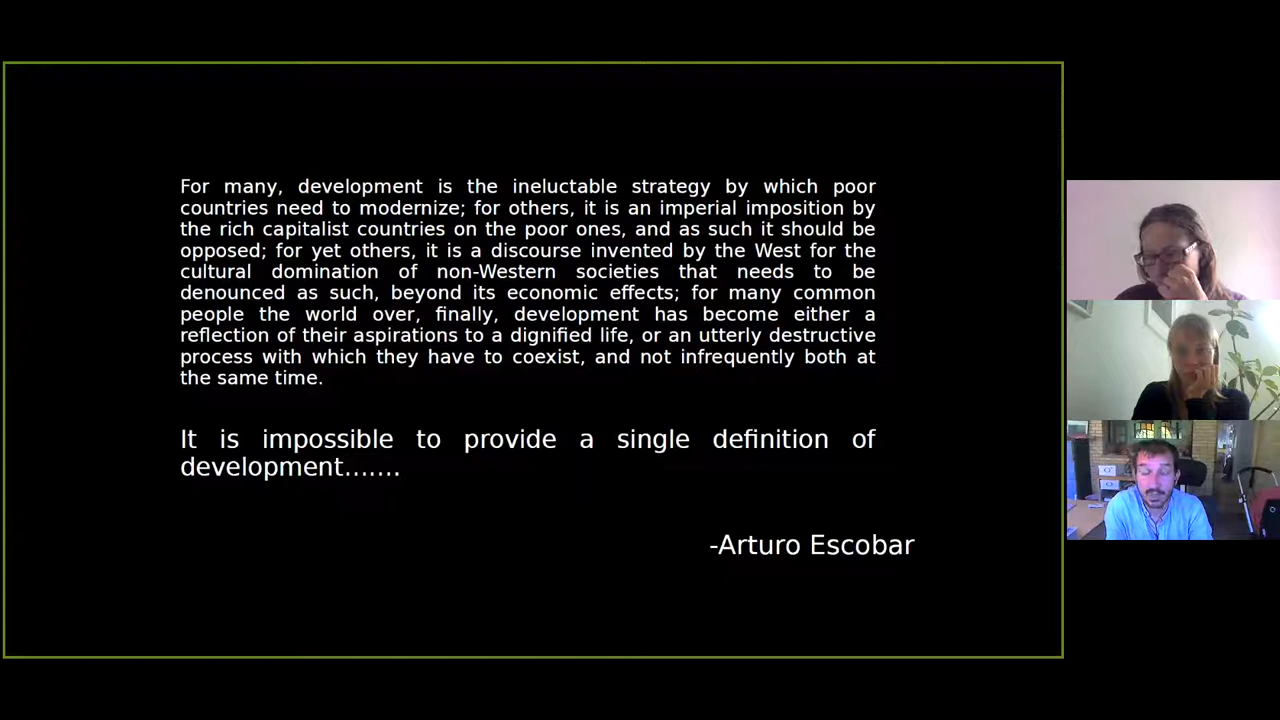 For many, development is the ineluctable strategy by which poor
countries need to modernize; for others, it is an imperial imposition by
the rich capitalist countries on the poor ones, and as such it should be
opposed; for yet others, it is a discourse invented by the West for the
cultural domination of non-Western societies that needs to be
denounced as such, beyond its economic effects; for many common
people the world over, finally, development has become either a
reflection of their aspirations to a dignified life, or an utterly destructive
process with which they have to coexist, and not infrequently both at
the same time.
It is impossible to provide a single definition of
development.......
-Arturo Escobar